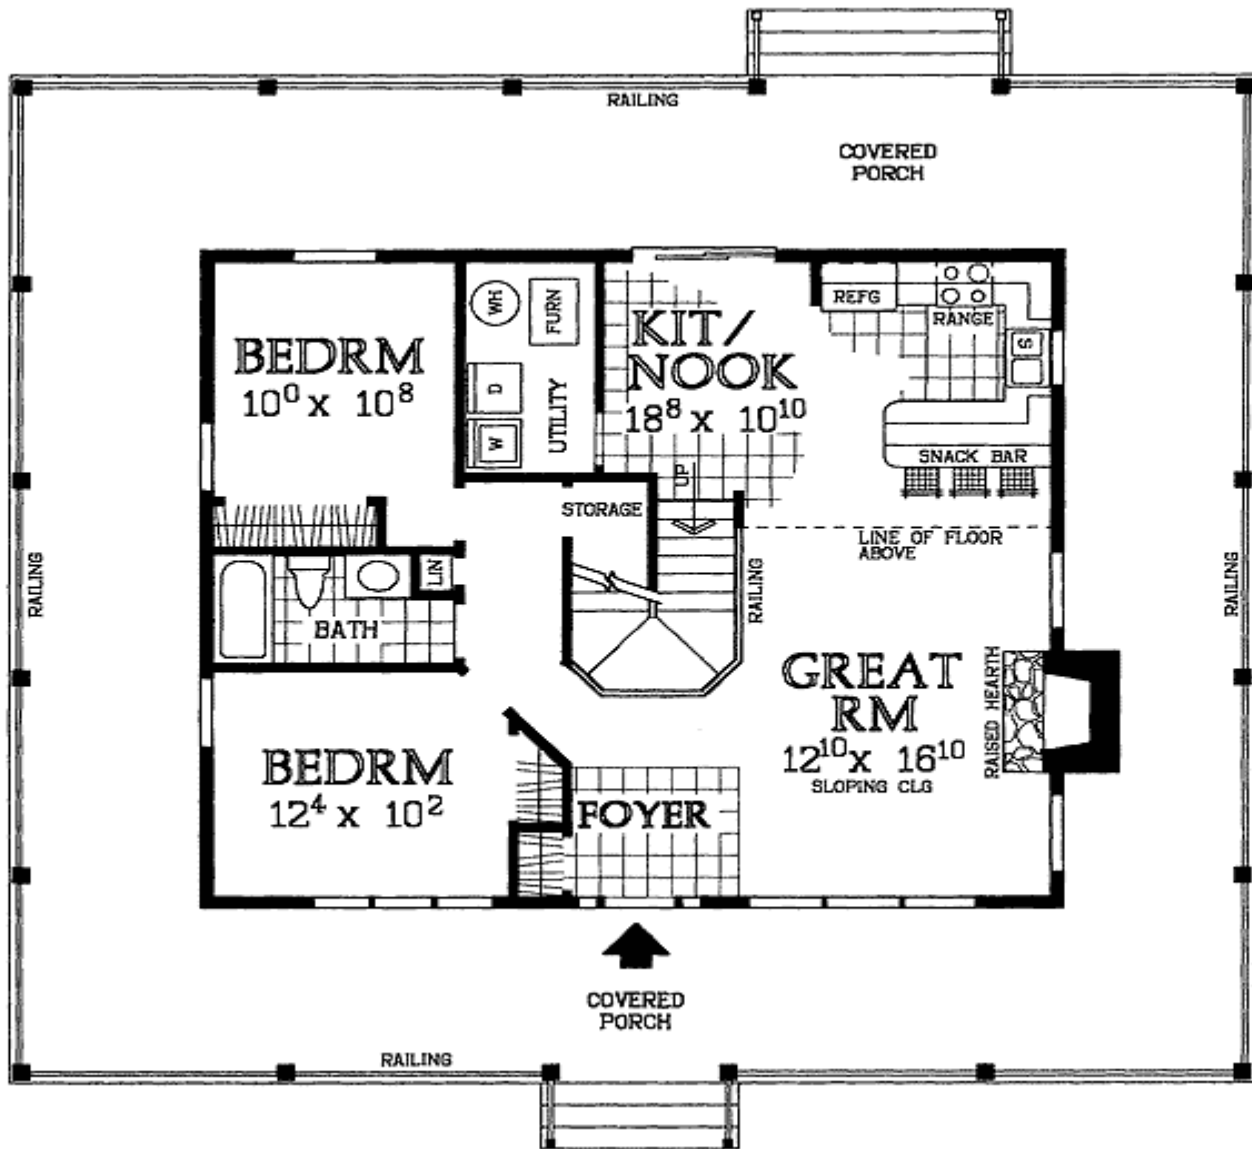 RAILING
COVERED
PORCH
BEDRM
10⁰ x 10⁸
WH
FURN
D
W
UTILITY
KIT/
NOOK
18⁸ x 10¹⁰
REFG
RANGE
S
SNACK BAR
UP
STORAGE
LINE OF FLOOR
ABOVE
RAILING
LIN
BATH
RAILING
RAILING
GREAT
RM
12¹⁰ x 16¹⁰
SLOPING CLG
RAISED HEARTH
BEDRM
12⁴ x 10²
FOYER
COVERED
PORCH
RAILING